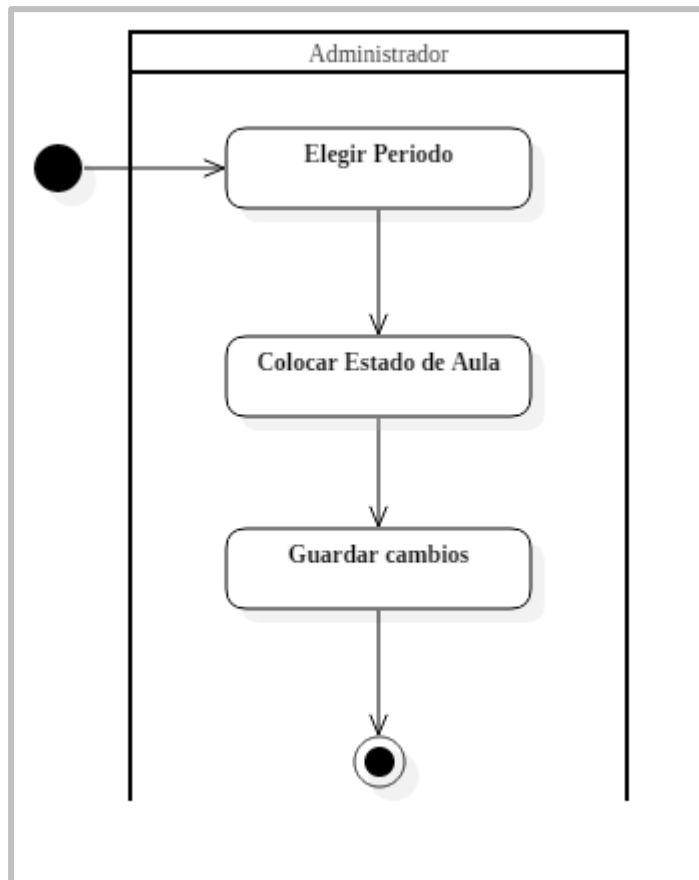 Administrador
Elegir Periodo
Colocar Estado de Aula
Guardar cambios